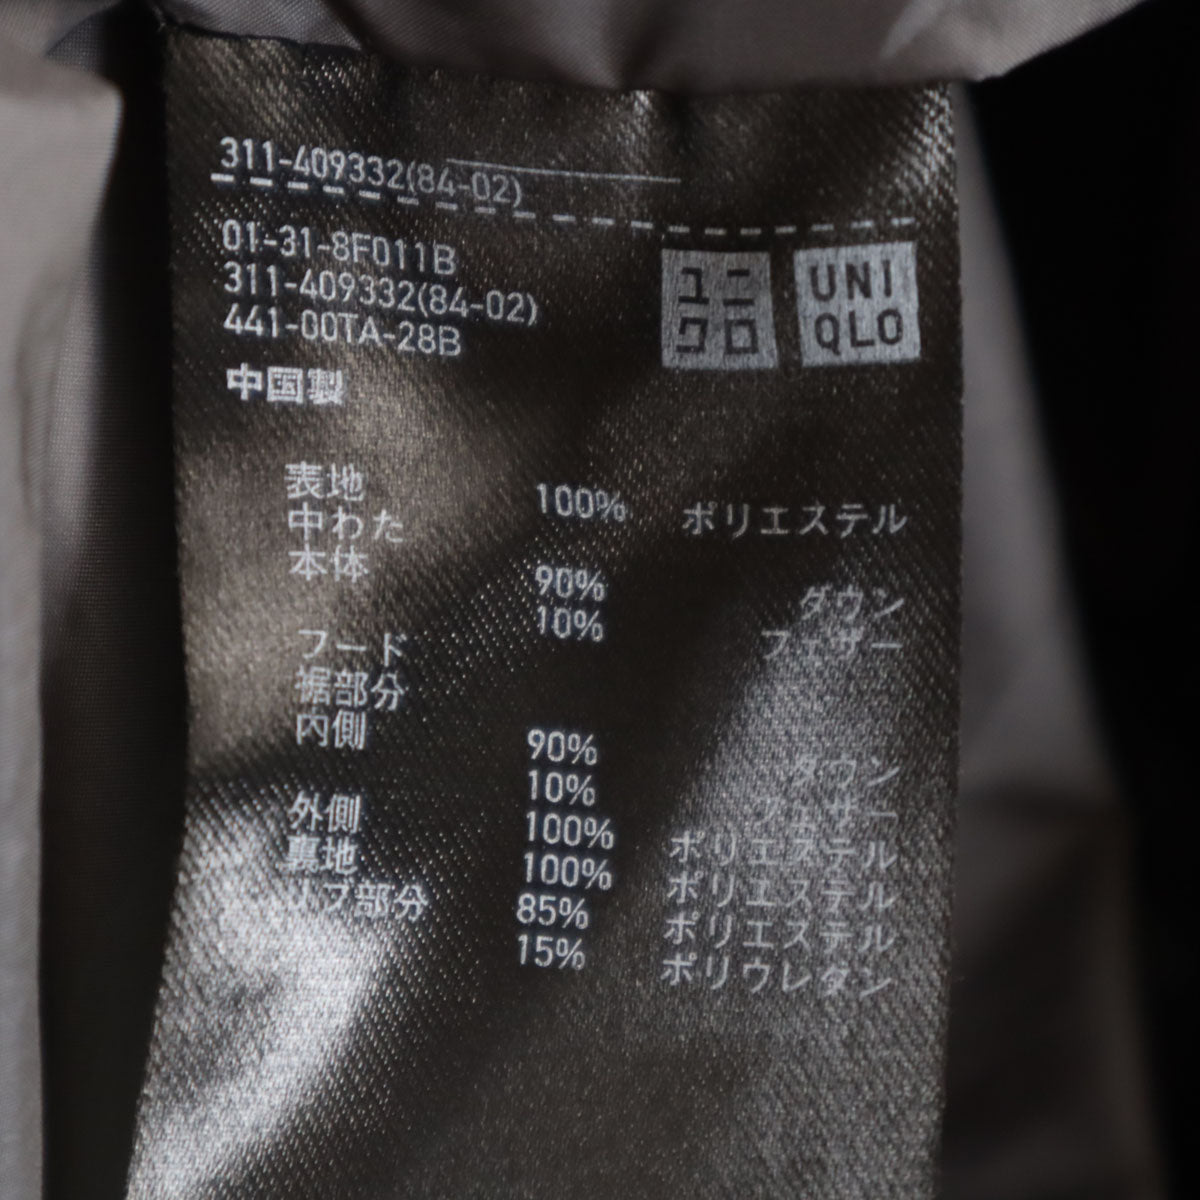 311-409332(84-02)
01-31-8F011B
311-409332(84-02)
441-00TA-28B
中国製
ユニ
クロ
UNI
QLO
表地 100% ポリエステル
中わた
本体 90% ダウン
10% フェザー
フード
裾部分
内側 90% ダウン
10% フェザー
外側 100% ポリエステル
裏地 100% ポリエステル
リブ部分 85% ポリエステル
15% ポリウレタン